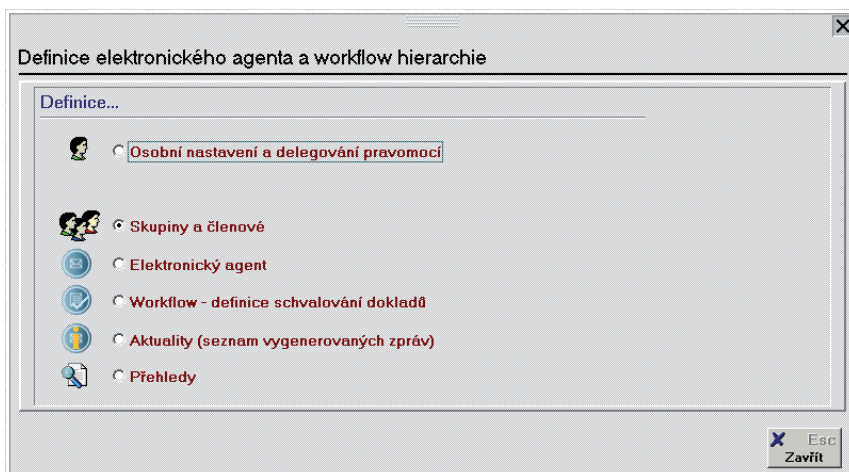 Definice elektronického agenta a workflow hierarchie
Definice...
Osobní nastavení a delegování pravomocí
Skupiny a členové
Elektronický agent
Workflow - definice schvalování dokladů
Aktuality (seznam vygenerovaných zpráv)
Přehledy
Esc
Zavřít